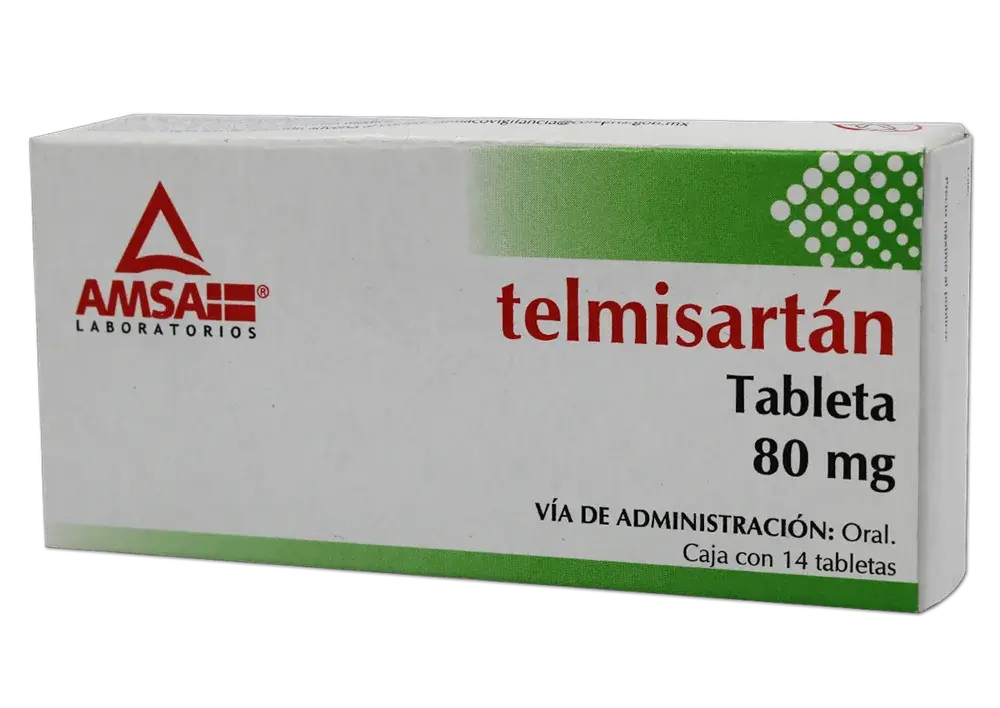 AMSA®
LABORATORIOS
telmisartán
Tableta
80 mg
VÍA DE ADMINISTRACIÓN: Oral.
Caja con 14 tabletas